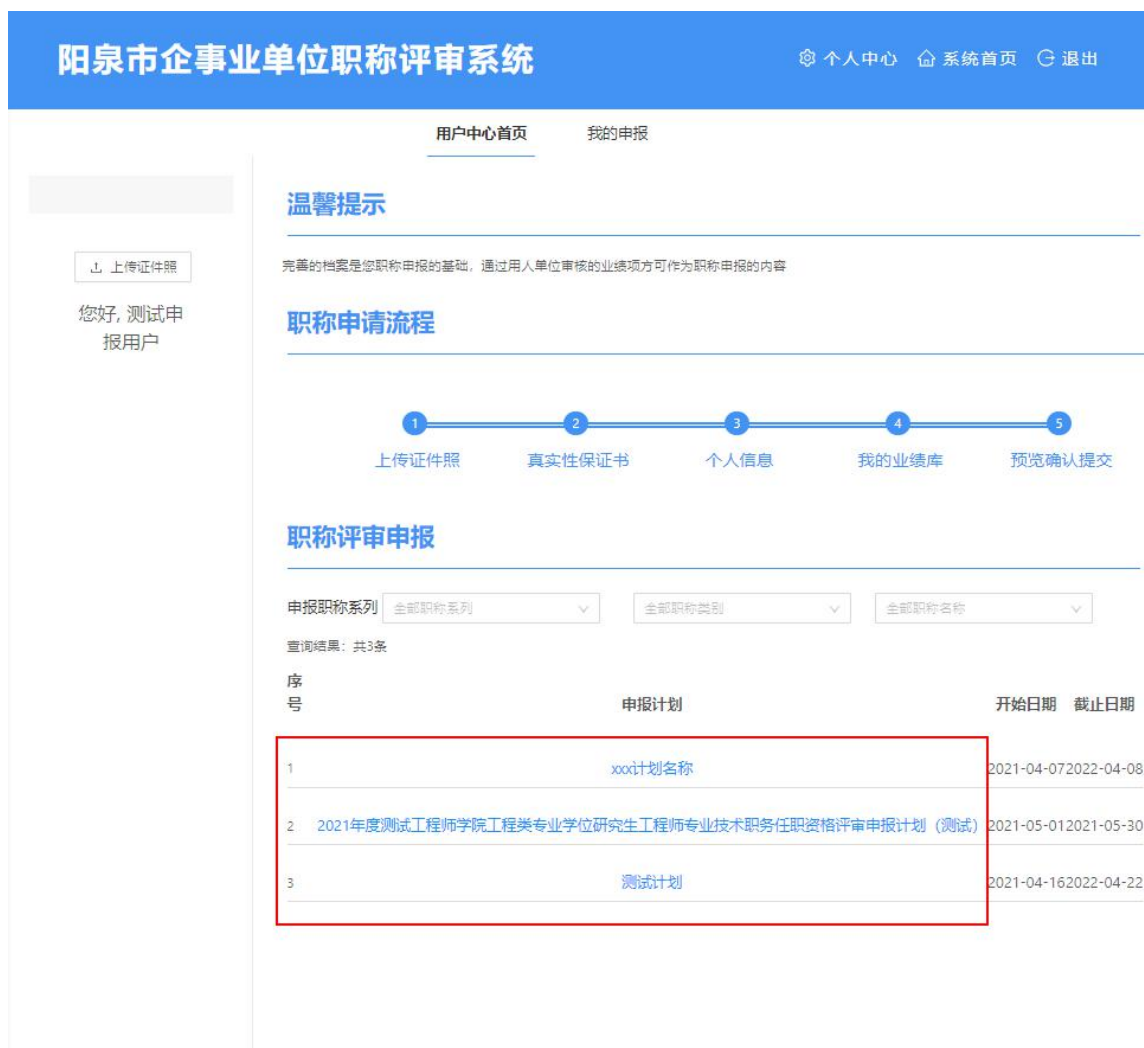 阳泉市企事业单位职称评审系统
个人中心 系统首页 退出
用户中心首页 我的申报
上传证件照
您好, 测试申
报用户
温馨提示
完善的档案是您职称申报的基础，通过用人单位审核的业绩项方可作为职称申报的内容
职称申请流程
1 2 3 4 5
上传证件照 真实性保证书 个人信息 我的业绩库 预览确认提交
职称评审申报
申报职称系列 全部职称系列 全部职称类别 全部职称名称
查询结果：共3条
序
号 申报计划 开始日期 截止日期
1 xxx计划名称 2021-04-07 2022-04-08
2 2021年度测试工程师学院工程类专业学位研究生工程师专业技术职务任职资格评审申报计划（测试） 2021-05-01 2021-05-30
3 测试计划 2021-04-16 2022-04-22